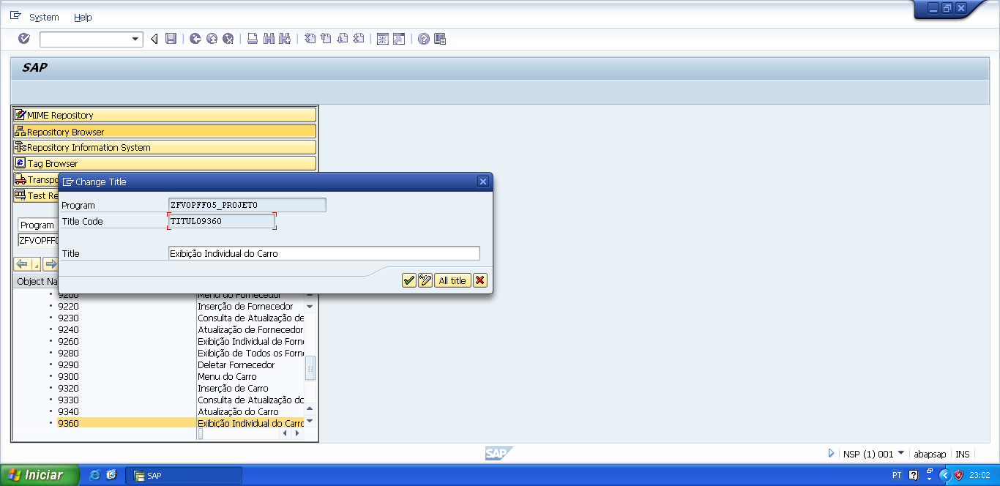 System Help
SAP
MIME Repository
Repository Browser
Repository Information System
Tag Browser
Transpo
Test Re
Change Title
Program ZFVOPFF05_PROJETO
Title Code TITULO9360
Title Exibição Individual do Carro
All title
Program
ZFVOPFF0
Object Na
9200 Menu do Fornecedor
9220 Inserção de Fornecedor
9230 Consulta de Atualização de
9240 Atualização de Fornecedor
9260 Exibição Individual de Forn
9280 Exibição de Todos os Forn
9290 Deletar Fornecedor
9300 Menu do Carro
9320 Inserção de Carro
9330 Consulta de Atualização do
9340 Atualização do Carro
9360 Exibição Individual do Carro
SAP
NSP (1) 001 abapsap INS
Iniciar SAP PT 23:02